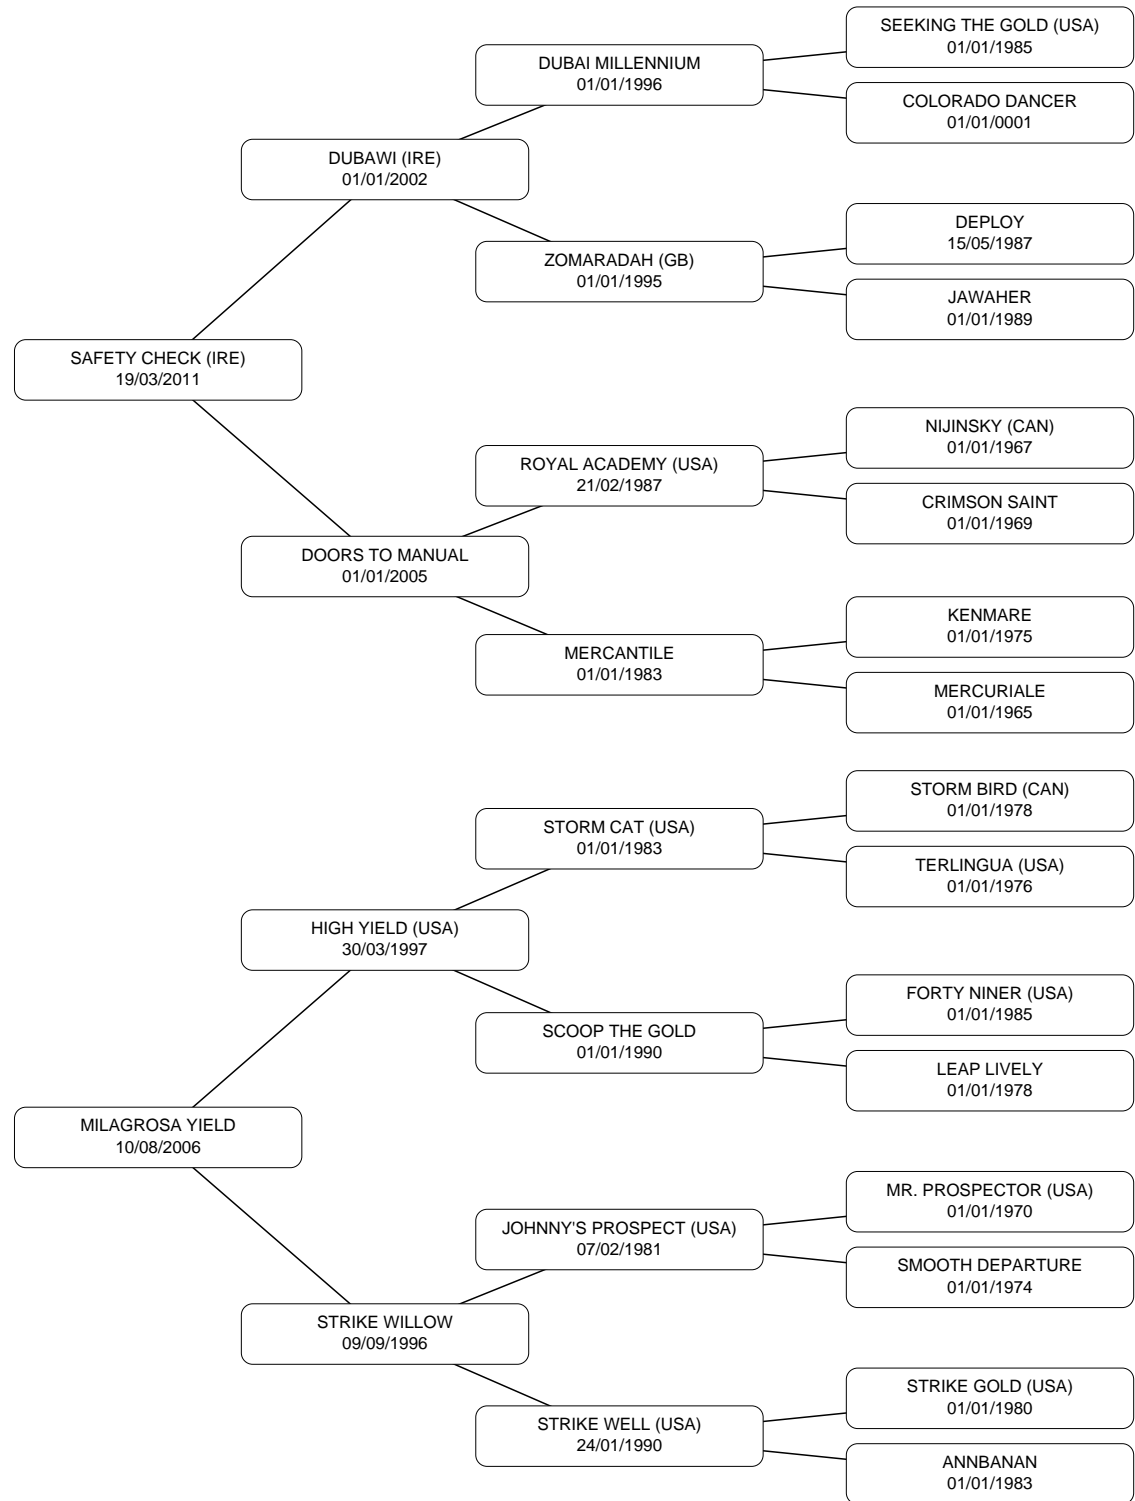 SEEKING THE GOLD (USA)
01/01/1985
DUBAI MILLENNIUM
01/01/1996
COLORADO DANCER
01/01/0001
DUBAWI (IRE)
01/01/2002
DEPLOY
15/05/1987
ZOMARADAH (GB)
01/01/1995
JAWAHER
01/01/1989
SAFETY CHECK (IRE)
19/03/2011
NIJINSKY (CAN)
01/01/1967
ROYAL ACADEMY (USA)
21/02/1987
CRIMSON SAINT
01/01/1969
DOORS TO MANUAL
01/01/2005
KENMARE
01/01/1975
MERCANTILE
01/01/1983
MERCURIALE
01/01/1965
STORM BIRD (CAN)
01/01/1978
STORM CAT (USA)
01/01/1983
TERLINGUA (USA)
01/01/1976
HIGH YIELD (USA)
30/03/1997
FORTY NINER (USA)
01/01/1985
SCOOP THE GOLD
01/01/1990
LEAP LIVELY
01/01/1978
MILAGROSA YIELD
10/08/2006
MR. PROSPECTOR (USA)
01/01/1970
JOHNNY'S PROSPECT (USA)
07/02/1981
SMOOTH DEPARTURE
01/01/1974
STRIKE WILLOW
09/09/1996
STRIKE GOLD (USA)
01/01/1980
STRIKE WELL (USA)
24/01/1990
ANNBANAN
01/01/1983